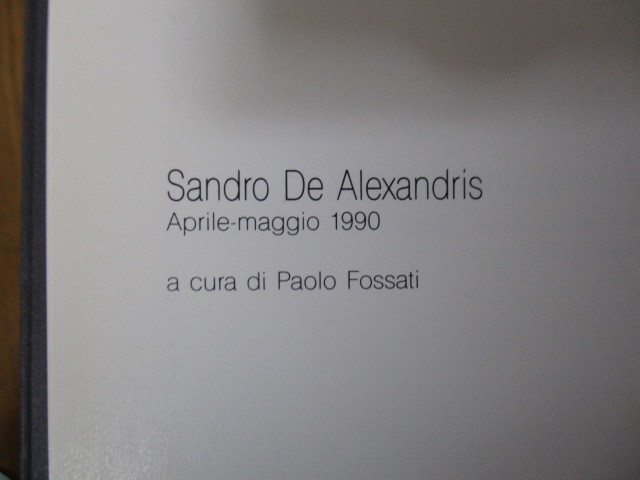 Sandro De Alexandris
Aprile-maggio 1990
a cura di Paolo Fossati